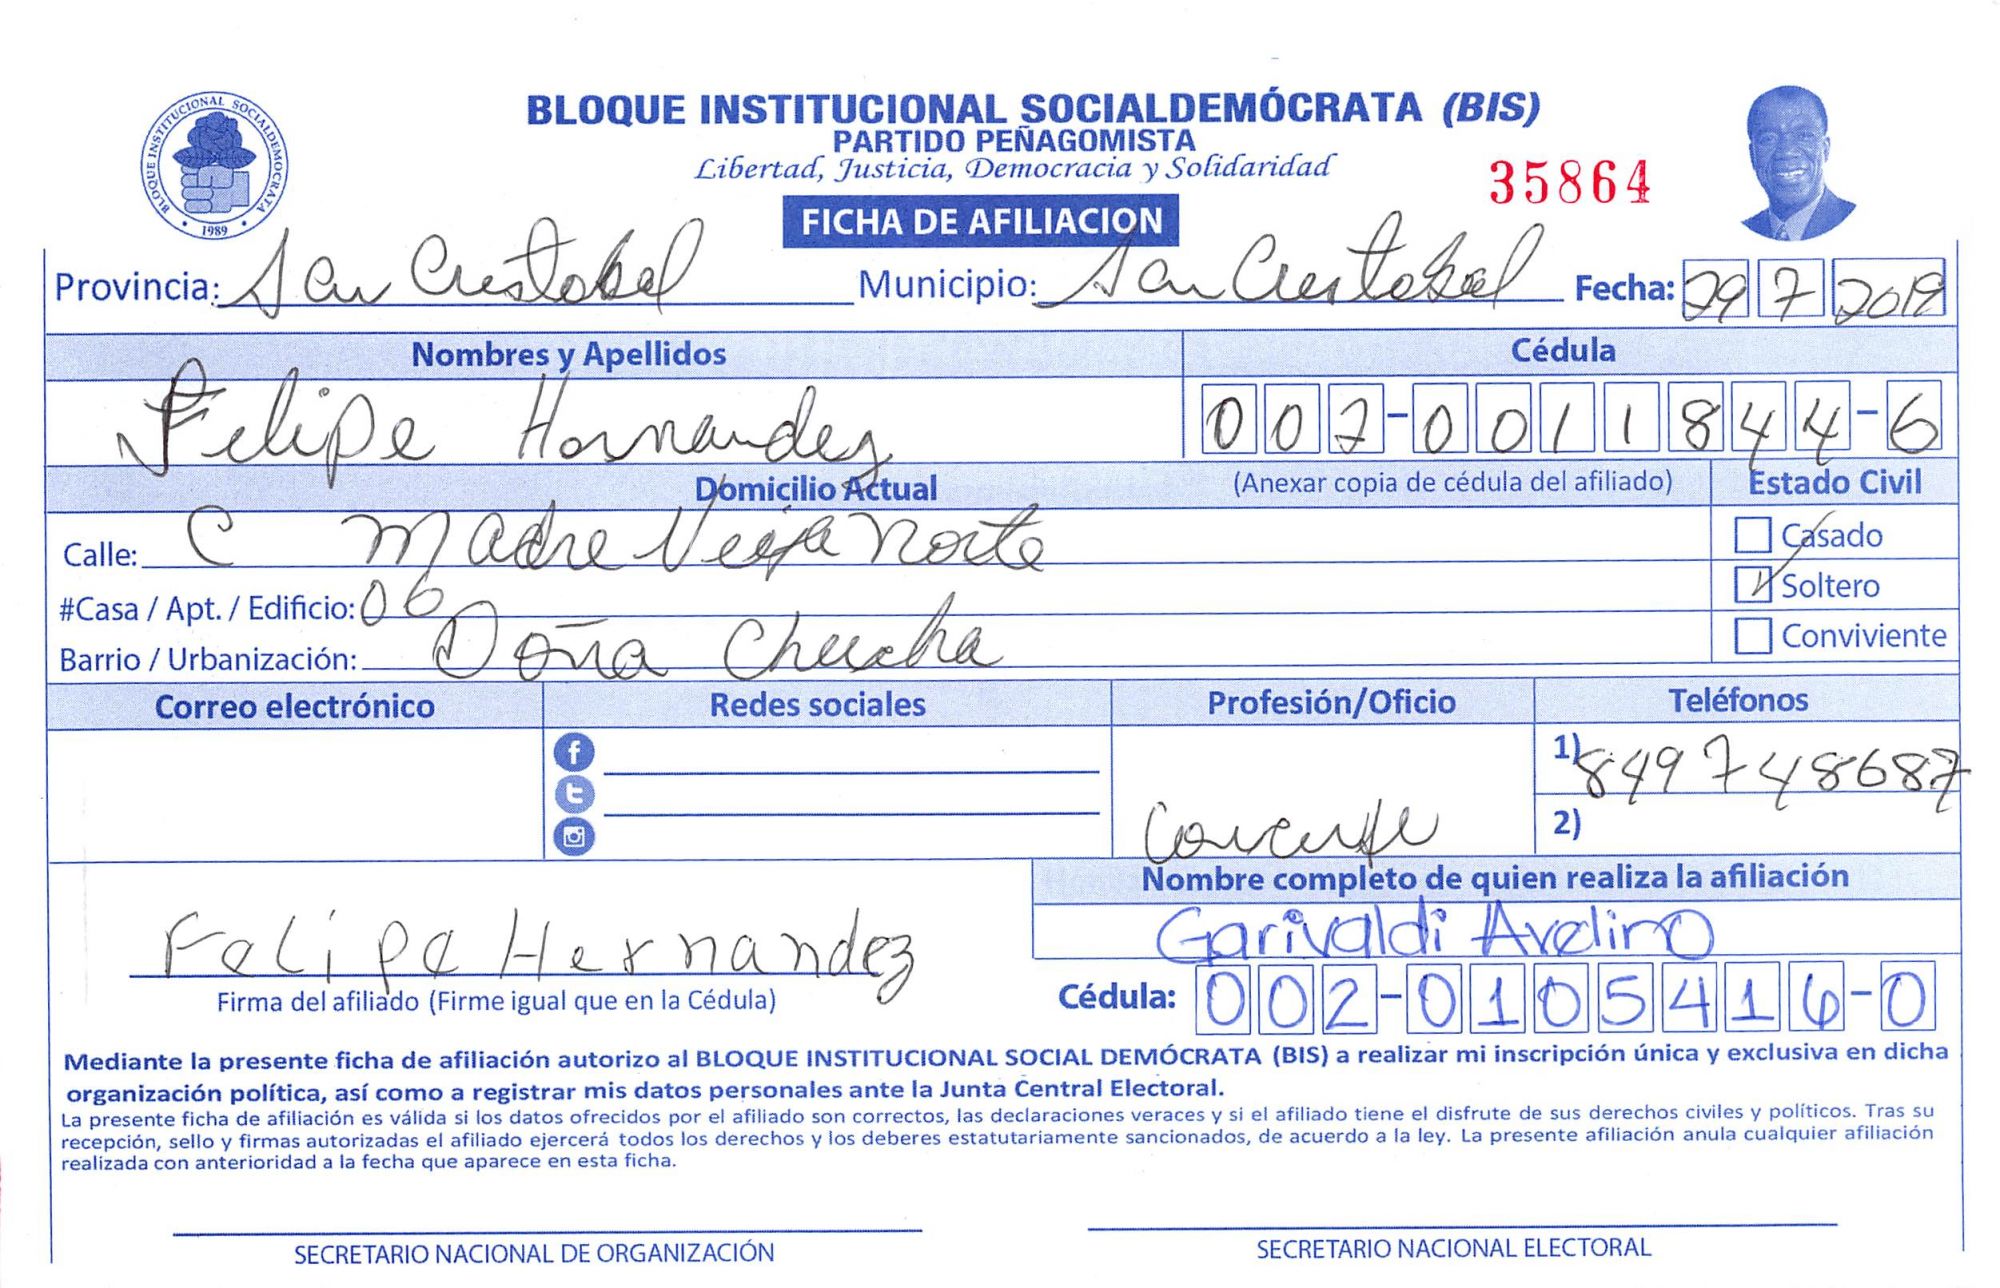 BLOQUE INSTITUCIONAL SOCIALDEMOCRATA
1989
BLOQUE INSTITUCIONAL SOCIALDEMÓCRATA (BIS)
PARTIDO PEÑAGOMISTA
Libertad, Justicia, Democracia y Solidaridad
35864
FICHA DE AFILIACION
Provincia: San Cristobal Municipio: San Cristobal Fecha: 29 7 2019
Nombres y Apellidos Cédula
Felipe Hernandez 002-0011844-6
Domicilio Actual (Anexar copia de cédula del afiliado) Estado Civil
Calle: C Madre Vieja Norte Casado
#Casa / Apt. / Edificio: 06 Soltero
Barrio / Urbanización: Doña Chucha Conviviente
Correo electrónico Redes sociales Profesión/Oficio Teléfonos
1) 849 748687
2)
Nombre completo de quien realiza la afiliación
Garivaldi Avelino
Felipe Hernandez
Firma del afiliado (Firme igual que en la Cédula) Cédula: 002-0105416-0
Mediante la presente ficha de afiliación autorizo al BLOQUE INSTITUCIONAL SOCIAL DEMÓCRATA (BIS) a realizar mi inscripción única y exclusiva en dicha
organización política, así como a registrar mis datos personales ante la Junta Central Electoral.
La presente ficha de afiliación es válida si los datos ofrecidos por el afiliado son correctos, las declaraciones veraces y si el afiliado tiene el disfrute de sus derechos civiles y políticos. Tras su
recepción, sello y firmas autorizadas el afiliado ejercerá todos los derechos y los deberes estatutariamente sancionados, de acuerdo a la ley. La presente afiliación anula cualquier afiliación
realizada con anterioridad a la fecha que aparece en esta ficha.
SECRETARIO NACIONAL DE ORGANIZACIÓN SECRETARIO NACIONAL ELECTORAL